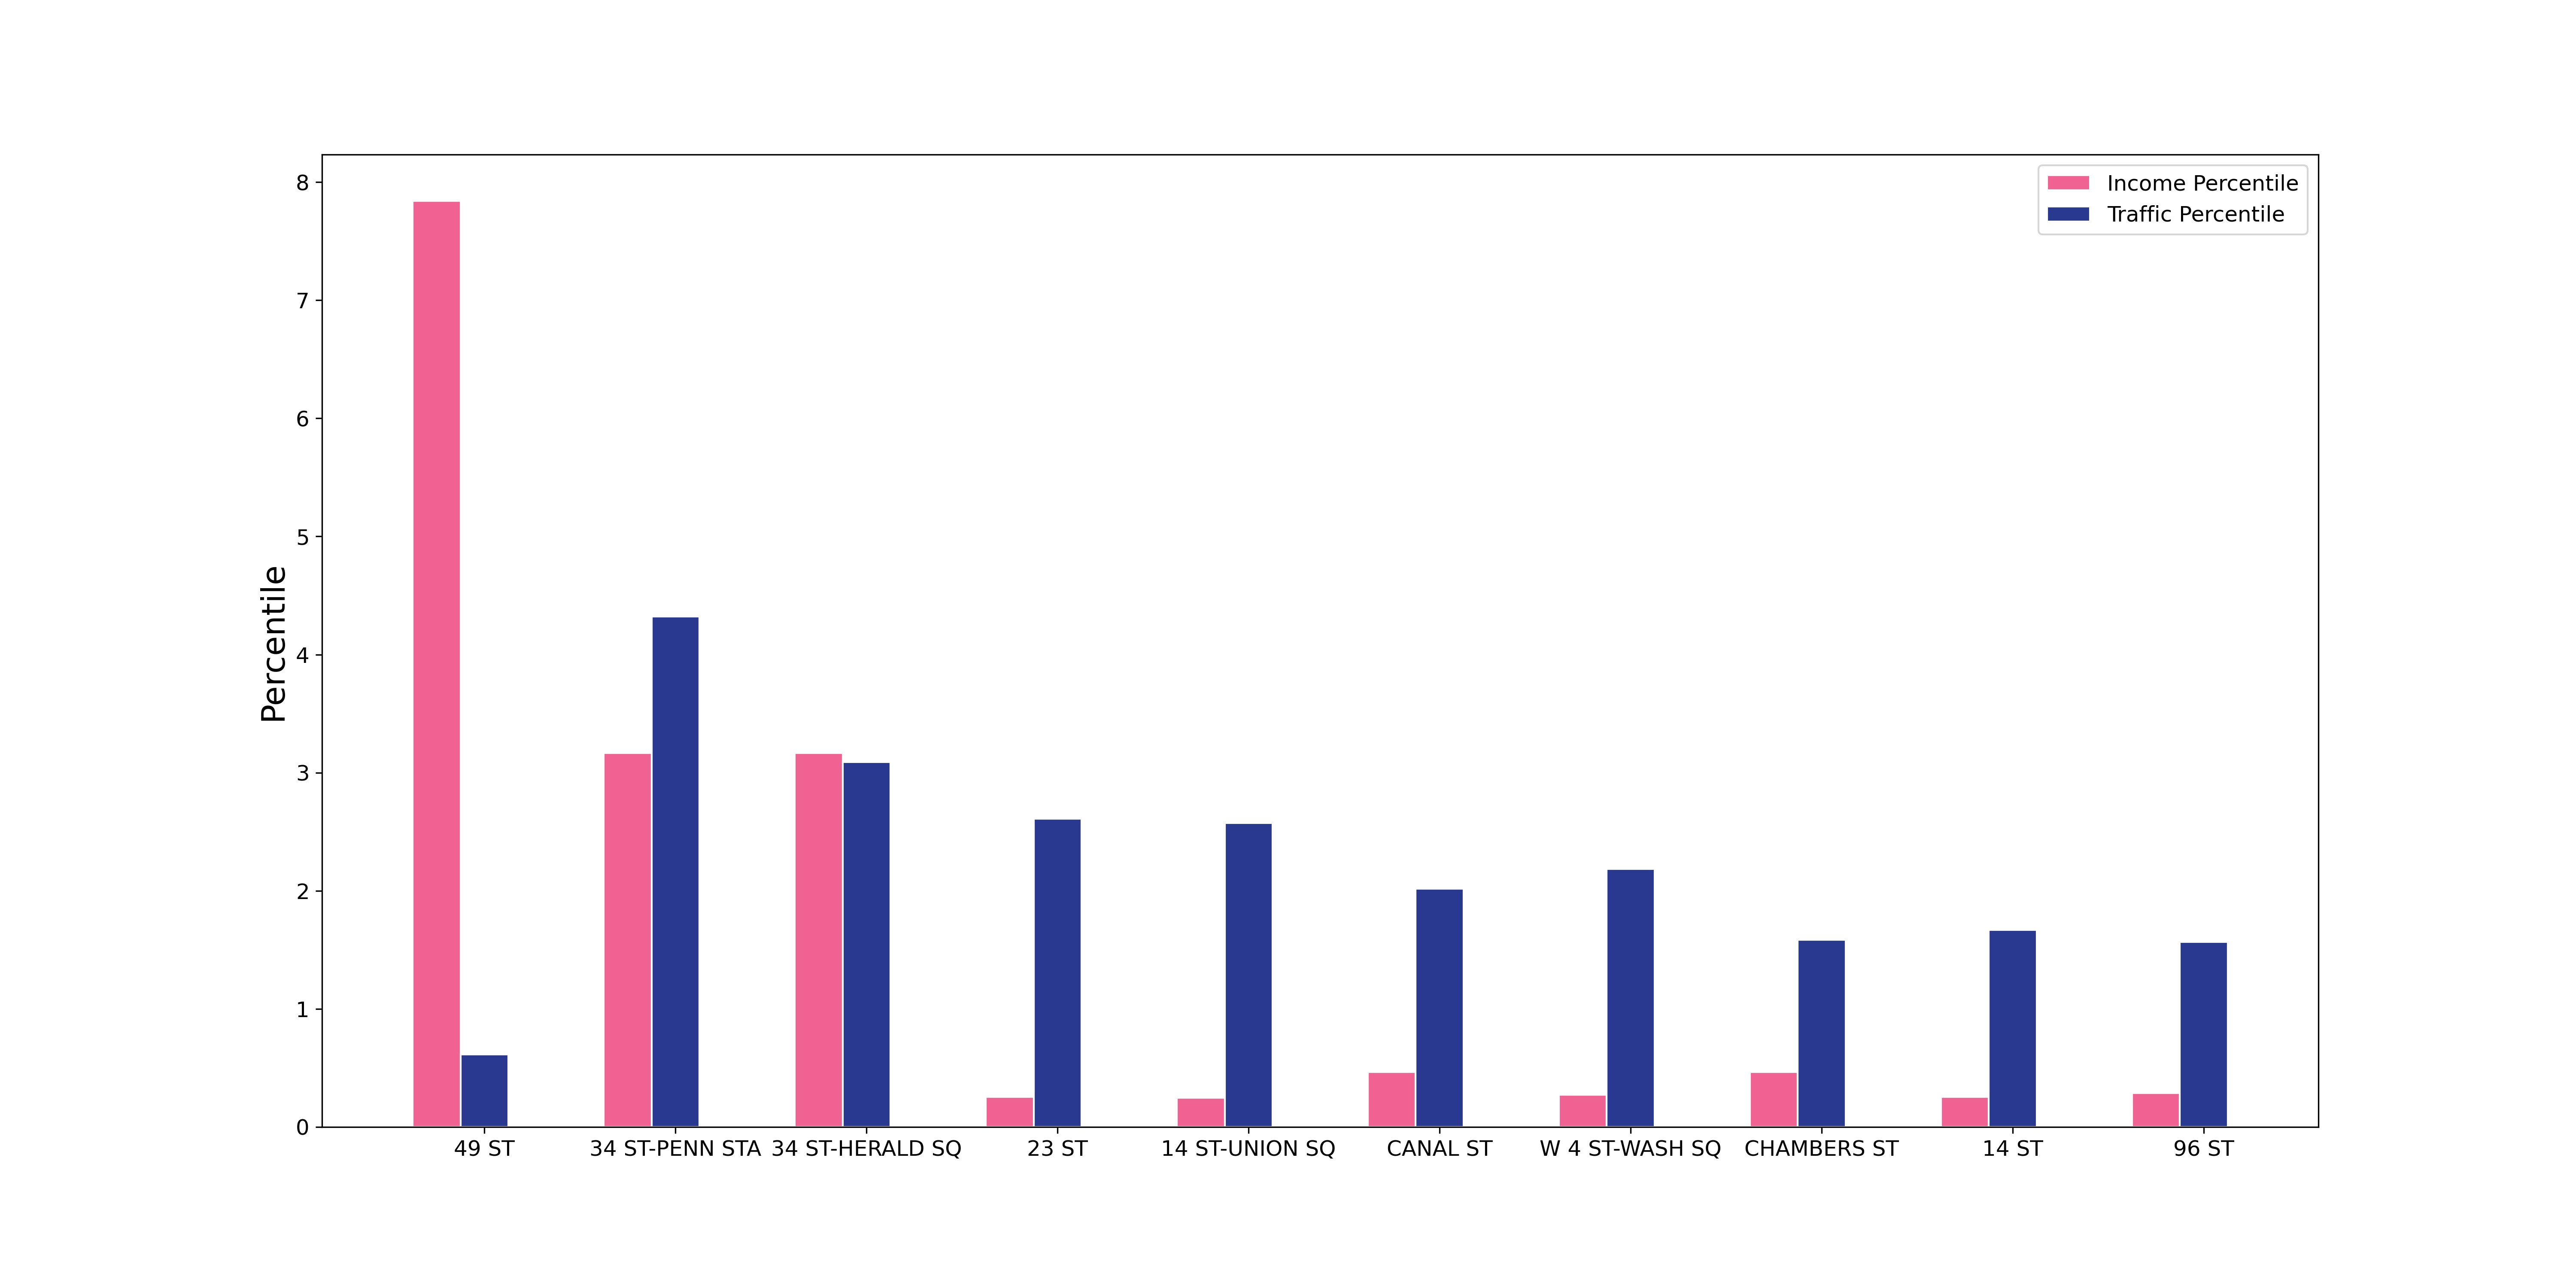 Income Percentile
Traffic Percentile
Percentile
8
7
6
5
4
3
2
1
0
49 ST
34 ST-PENN STA
34 ST-HERALD SQ
23 ST
14 ST-UNION SQ
CANAL ST
W 4 ST-WASH SQ
CHAMBERS ST
14 ST
96 ST